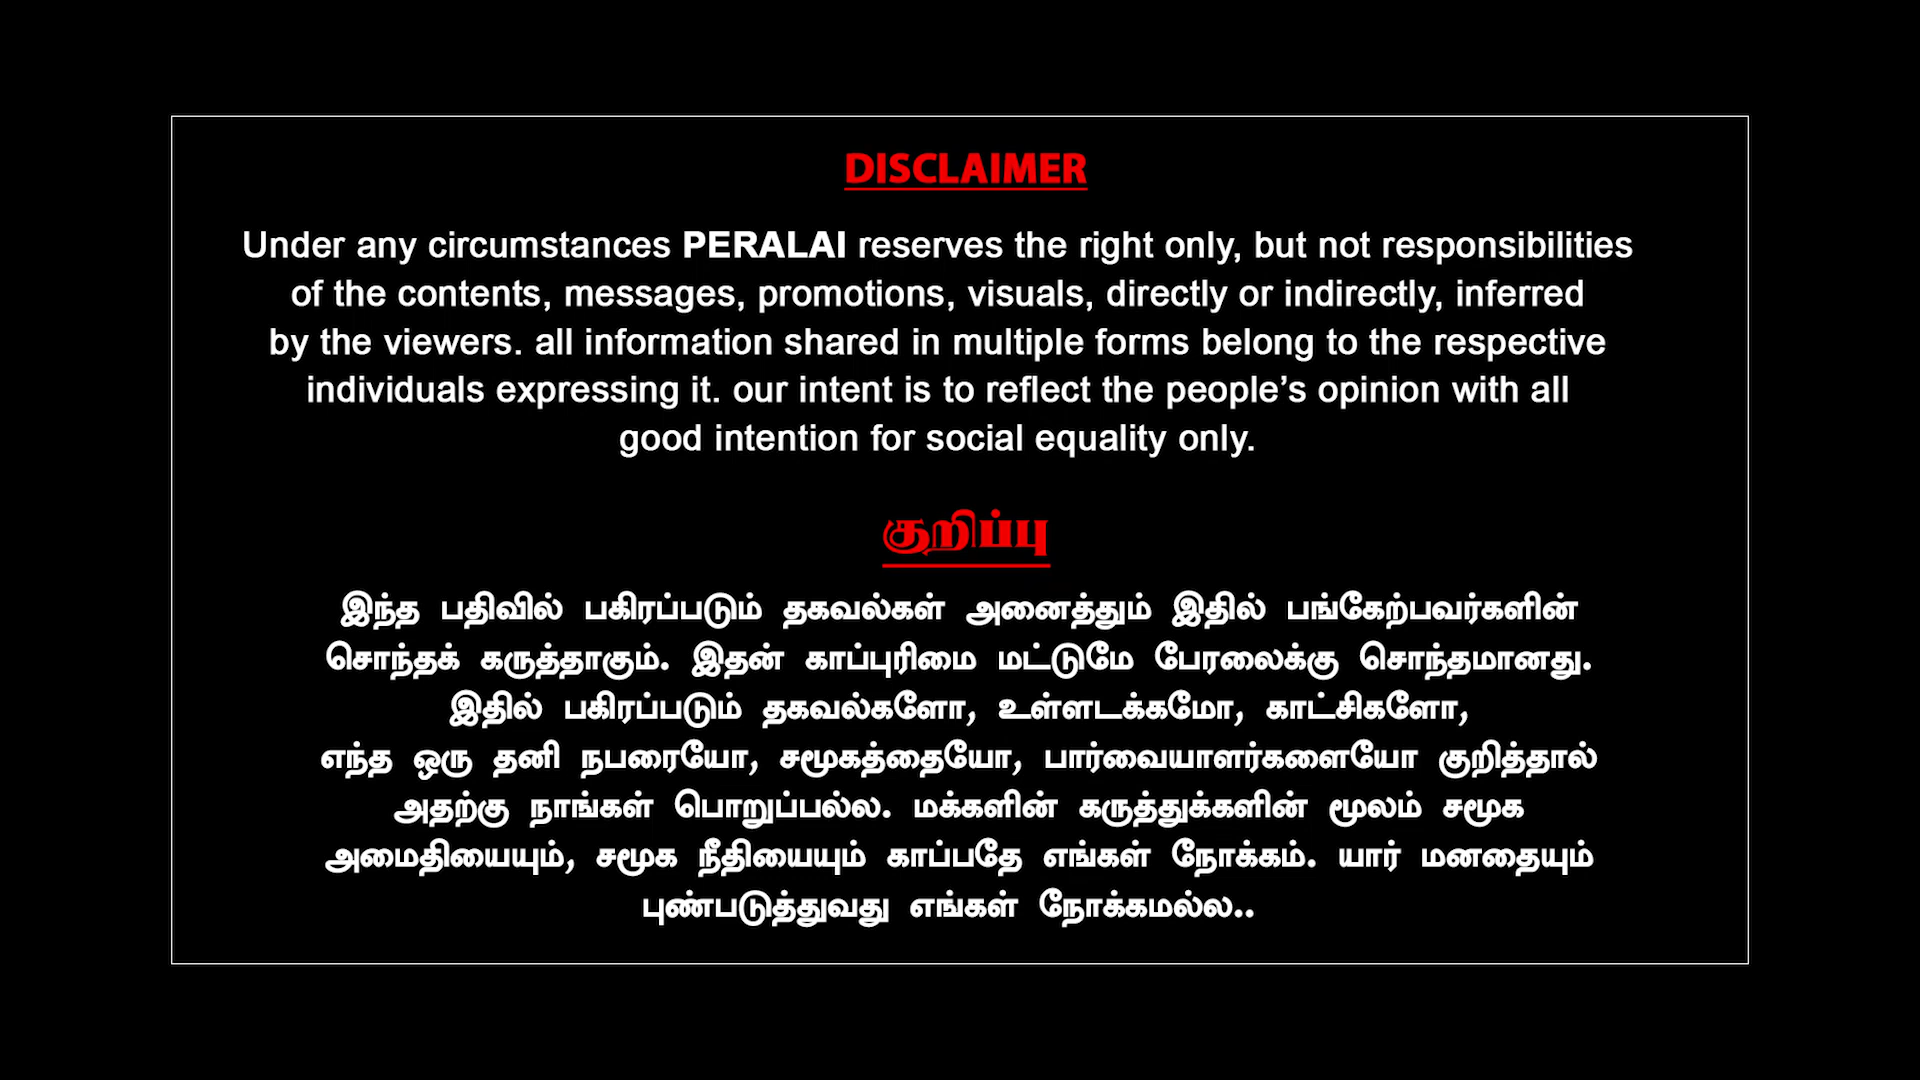 DISCLAIMER
Under any circumstances PERALAI reserves the right only, but not responsibilities
of the contents, messages, promotions, visuals, directly or indirectly, inferred
by the viewers. all information shared in multiple forms belong to the respective
individuals expressing it. our intent is to reflect the people’s opinion with all
good intention for social equality only.
குறிப்பு
இந்த பதிவில் பகிரப்படும் தகவல்கள் அனைத்தும் இதில் பங்கேற்பவர்களின்
சொந்தக் கருத்தாகும். இதன் காப்புரிமை மட்டுமே பேரலைக்கு சொந்தமானது.
இதில் பகிரப்படும் தகவல்களோ, உள்ளடக்கமோ, காட்சிகளோ,
எந்த ஒரு தனி நபரையோ, சமூகத்தையோ, பார்வையாளர்களையோ குறித்தால்
அதற்கு நாங்கள் பொறுப்பல்ல. மக்களின் கருத்துக்களின் மூலம் சமூக
அமைதியையும், சமூக நீதியையும் காப்பதே எங்கள் நோக்கம். யார் மனதையும்
புண்படுத்துவது எங்கள் நோக்கமல்ல..